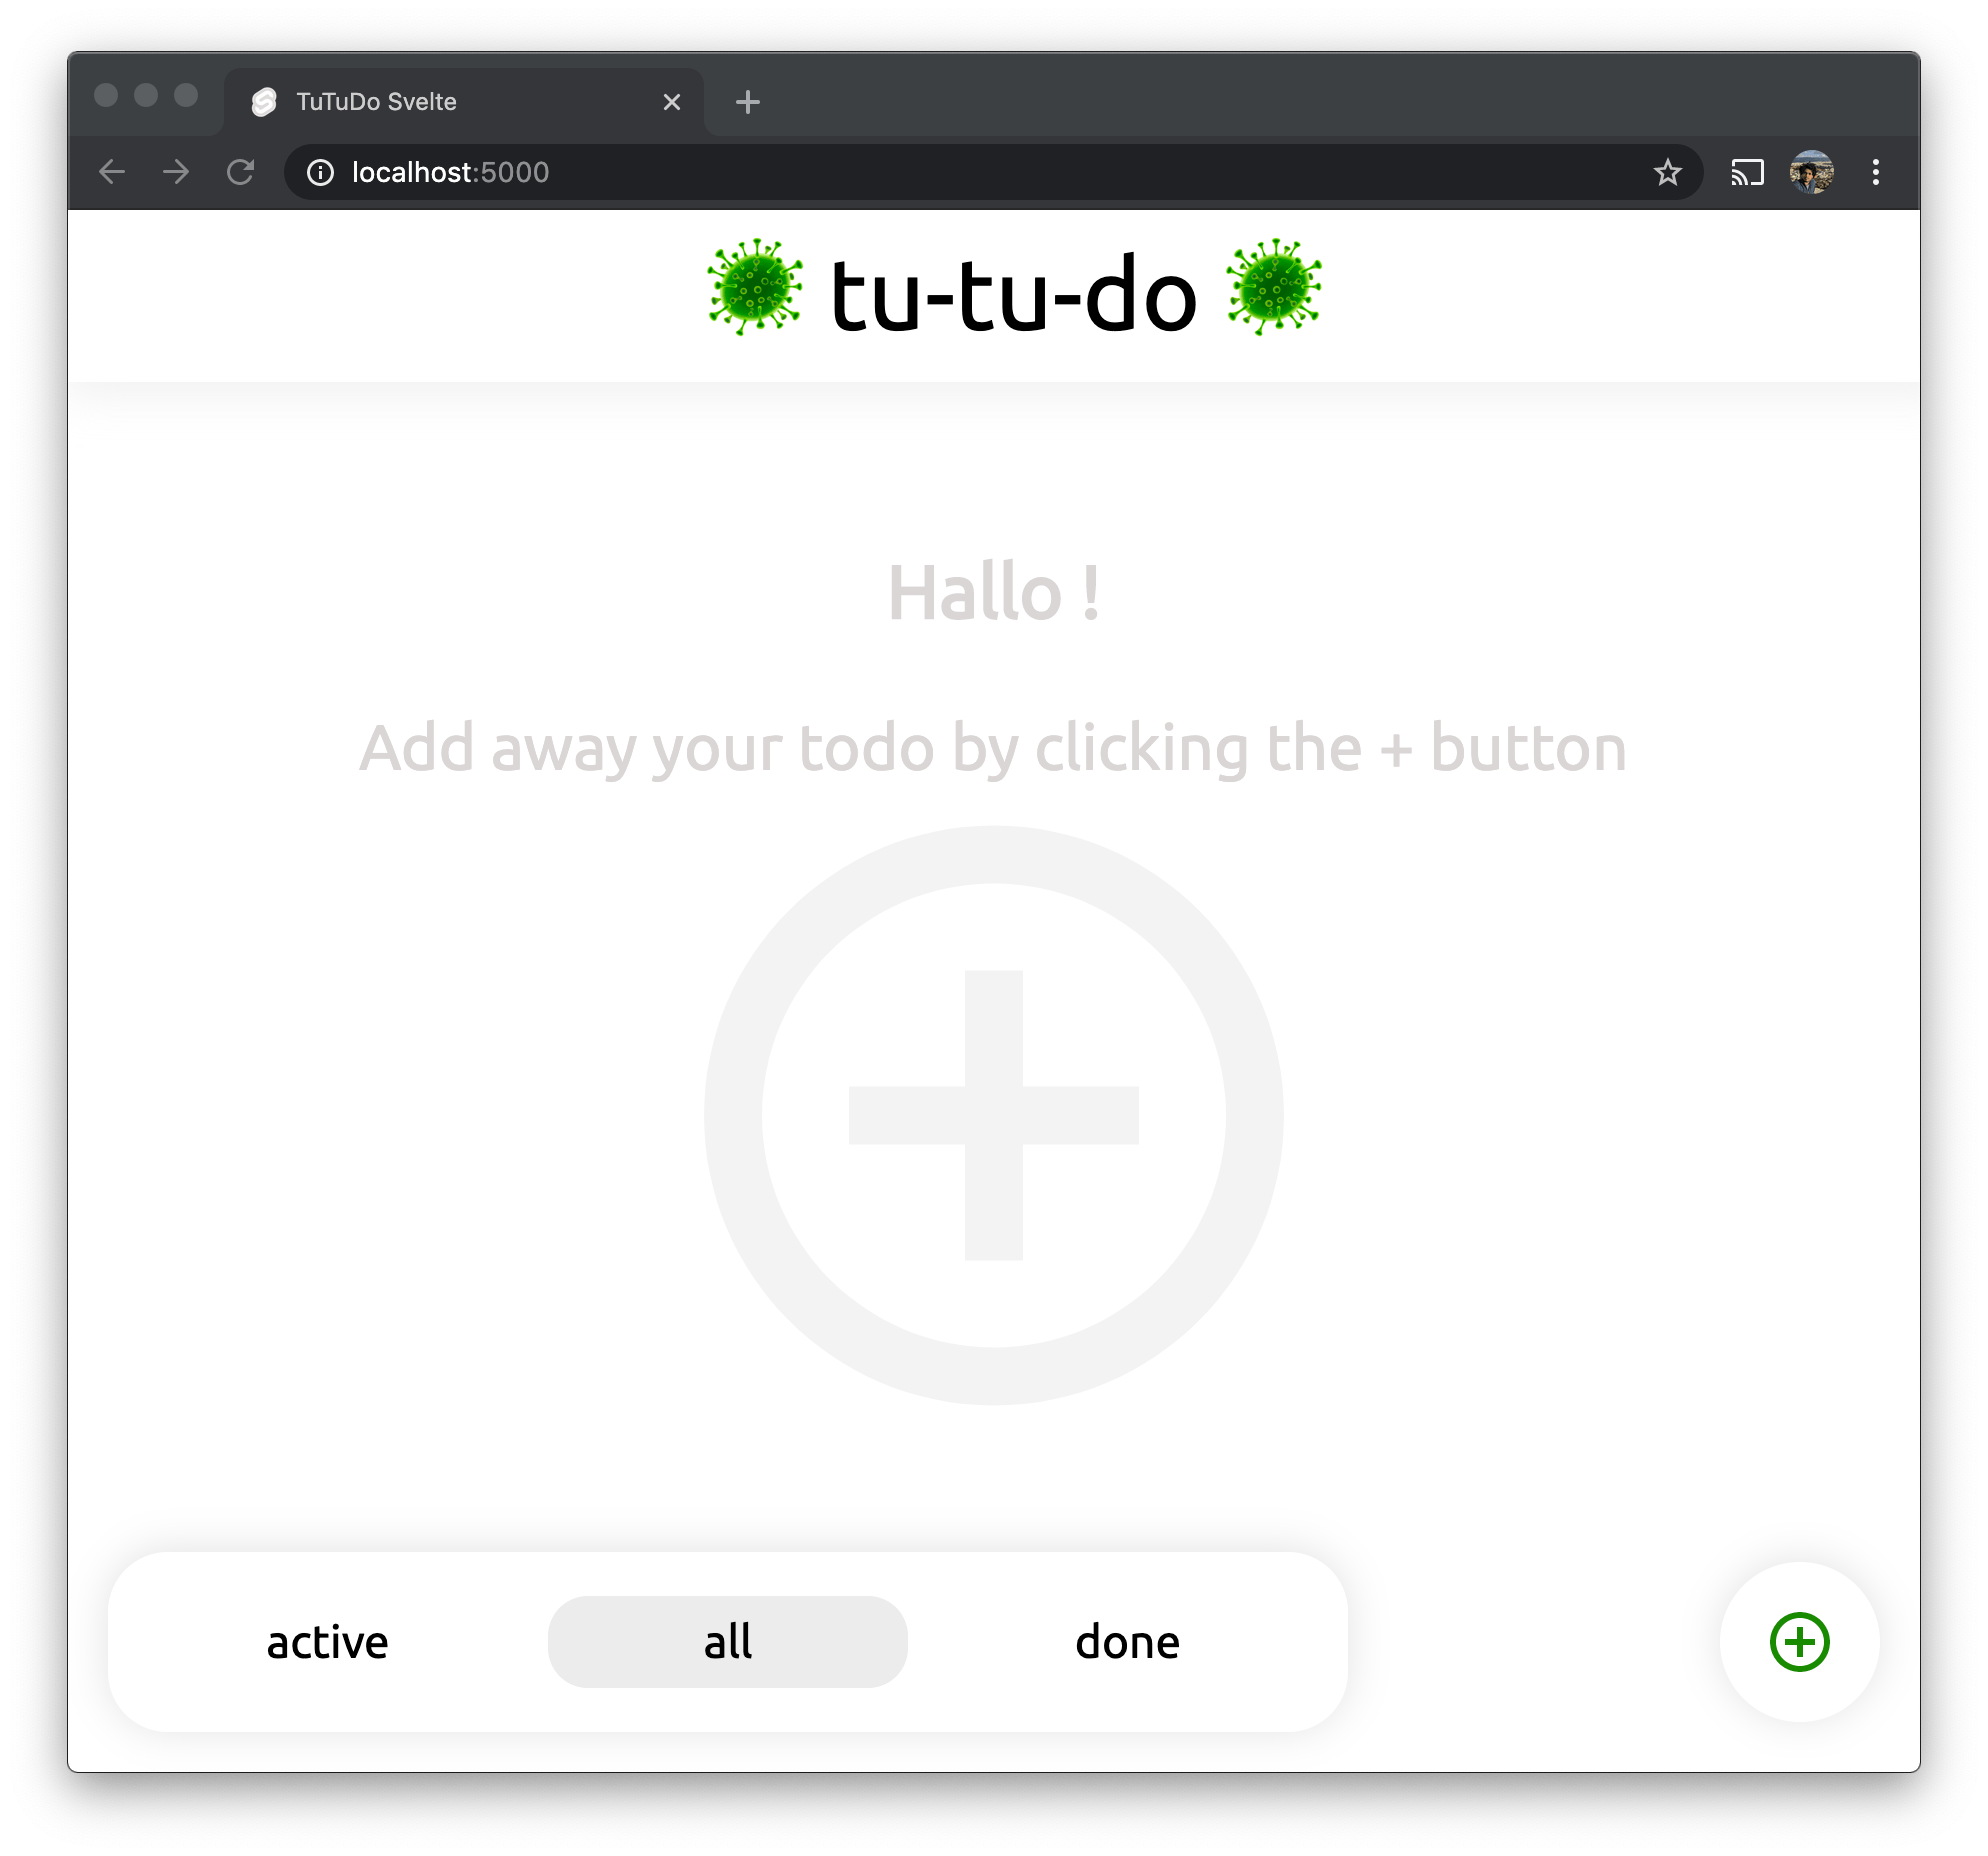 TuTuDo Svelte
localhost:5000
tu-tu-do
Hallo !
Add away your todo by clicking the + button
active all done